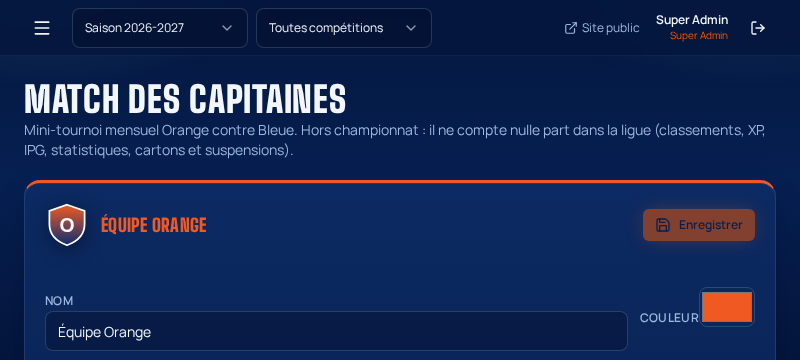 Saison 2026-2027
Toutes compétitions
Site public
Super Admin
Super Admin
MATCH DES CAPITAINES
Mini-tournoi mensuel Orange contre Bleue. Hors championnat : il ne compte nulle part dans la ligue (classements, XP,
IPG, statistiques, cartons et suspensions).
O
ÉQUIPE ORANGE
Enregistrer
NOM
Équipe Orange
COULEUR